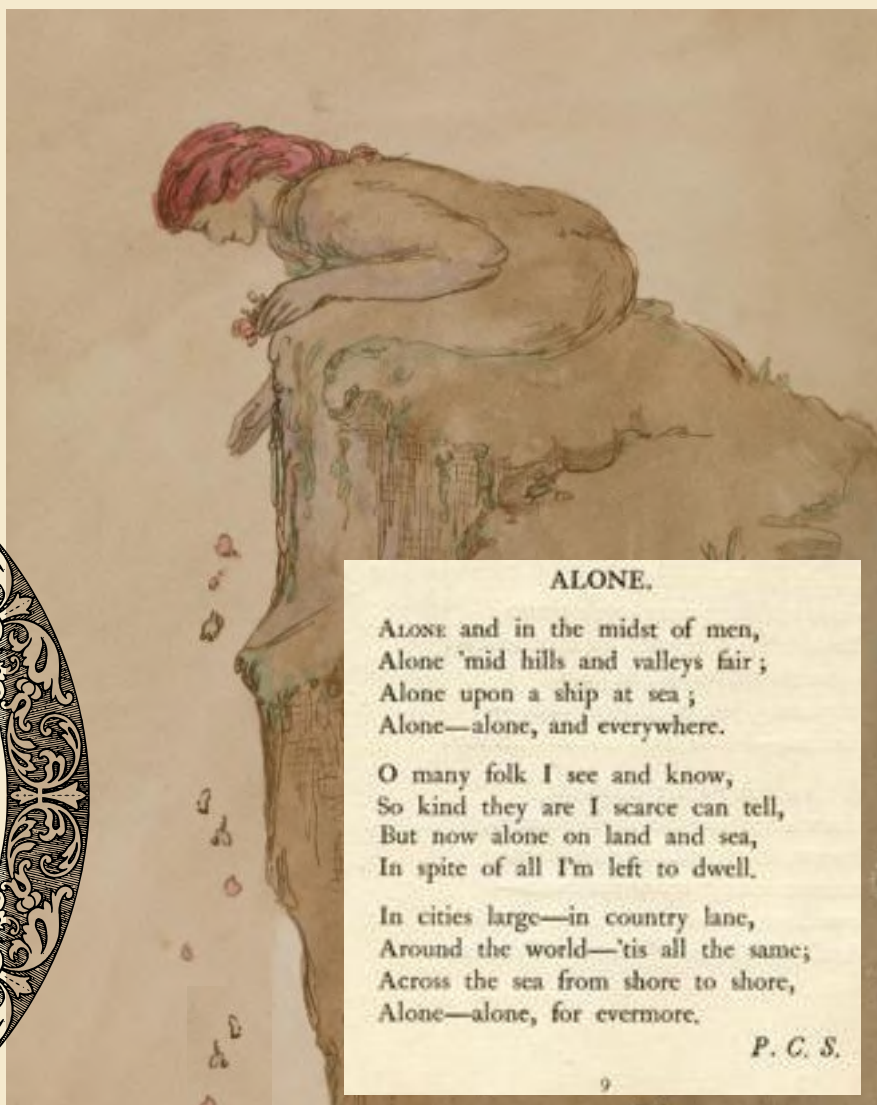 ALONE.
ALONE and in the midst of men,
Alone 'mid hills and valleys fair ;
Alone upon a ship at sea ;
Alone—alone, and everywhere.
O many folk I see and know,
So kind they are I scarce can tell,
But now alone on land and sea,
In spite of all I'm left to dwell.
In cities large—in country lane,
Around the world—'tis all the same;
Across the sea from shore to shore,
Alone—alone, for evermore.
P. C. S.
9